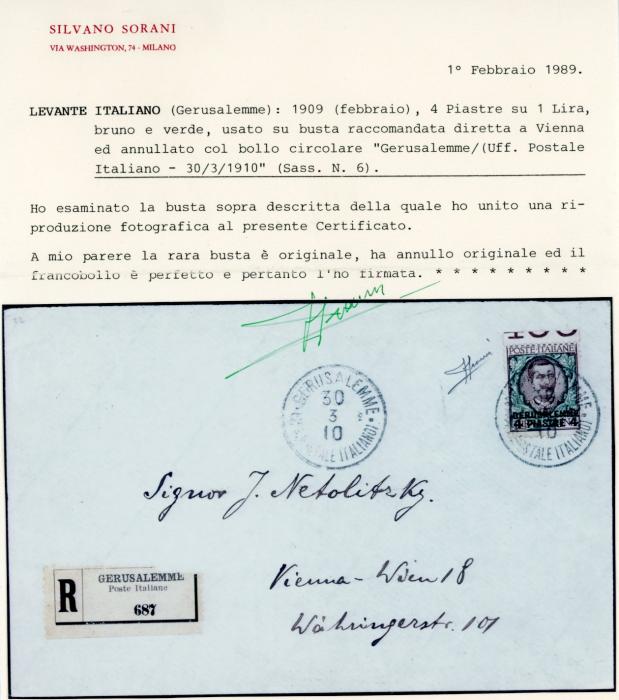 SILVANO SORANI
VIA WASHINGTON, 74 - MILANO
1° Febbraio 1989.
LEVANTE ITALIANO (Gerusalemme): 1909 (febbraio), 4 Piastre su 1 Lira,
bruno e verde, usato su busta raccomandata diretta a Vienna
ed annullato col bollo circolare "Gerusalemme/(Uff. Postale
Italiano - 30/3/1910" (Sass. N. 6).
Ho esaminato la busta sopra descritta della quale ho unito una ri-
produzione fotografica al presente Certificato.
A mio parere la rara busta è originale, ha annullo originale ed il
francobollo è perfetto e pertanto l'ho firmata. * * * * * * * * *
POSTE ITALIANE
GERUSALEMME
4 PIASTRE 4
GERUSALEMME
30
3
10
POSTALE ITALIANO)
10
STALE ITALIANO)
Signor J. Netolitzky.
Vienna - Wien 18
Währingerstr. 101
R
GERUSALEMME
Poste Italiane
687